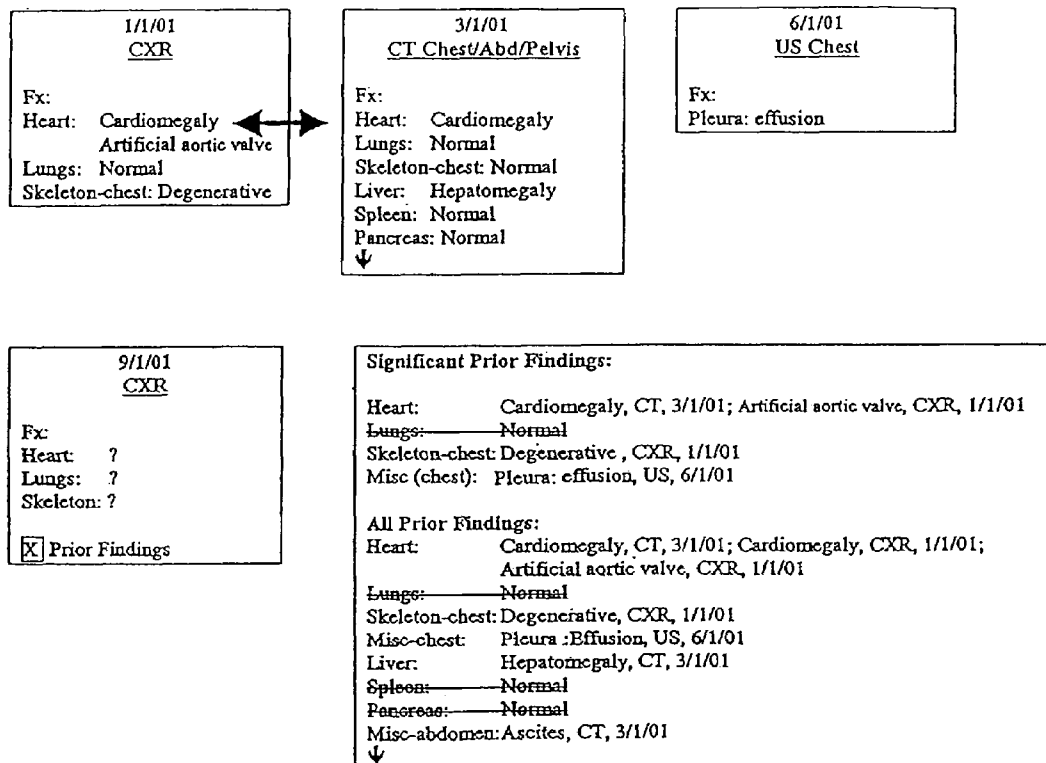 1/1/01
CXR
Fx:
Heart: Cardiomegaly
Artificial aortic valve
Lungs: Normal
Skeleton-chest: Degenerative
3/1/01
CT Chest/Abd/Pelvis
Fx:
Heart: Cardiomegaly
Lungs: Normal
Skeleton-chest: Normal
Liver: Hepatomegaly
Spleen: Normal
Pancreas: Normal
6/1/01
US Chest
Fx:
Pleura: effusion
9/1/01
CXR
Fx:
Heart: ?
Lungs: ?
Skeleton: ?
X Prior Findings
Significant Prior Findings:
Heart: Cardiomegaly, CT, 3/1/01; Artificial aortic valve, CXR, 1/1/01
Lungs: Normal
Skeleton-chest: Degenerative , CXR, 1/1/01
Misc (chest): Pleura: effusion, US, 6/1/01
All Prior Findings:
Heart: Cardiomegaly, CT, 3/1/01; Cardiomegaly, CXR, 1/1/01;
Artificial aortic valve, CXR, 1/1/01
Lungs: Normal
Skeleton-chest: Degenerative, CXR, 1/1/01
Misc-chest: Pleura :Effusion, US, 6/1/01
Liver: Hepatomegaly, CT, 3/1/01
Spleen: Normal
Pancreas: Normal
Misc-abdomen: Ascites, CT, 3/1/01